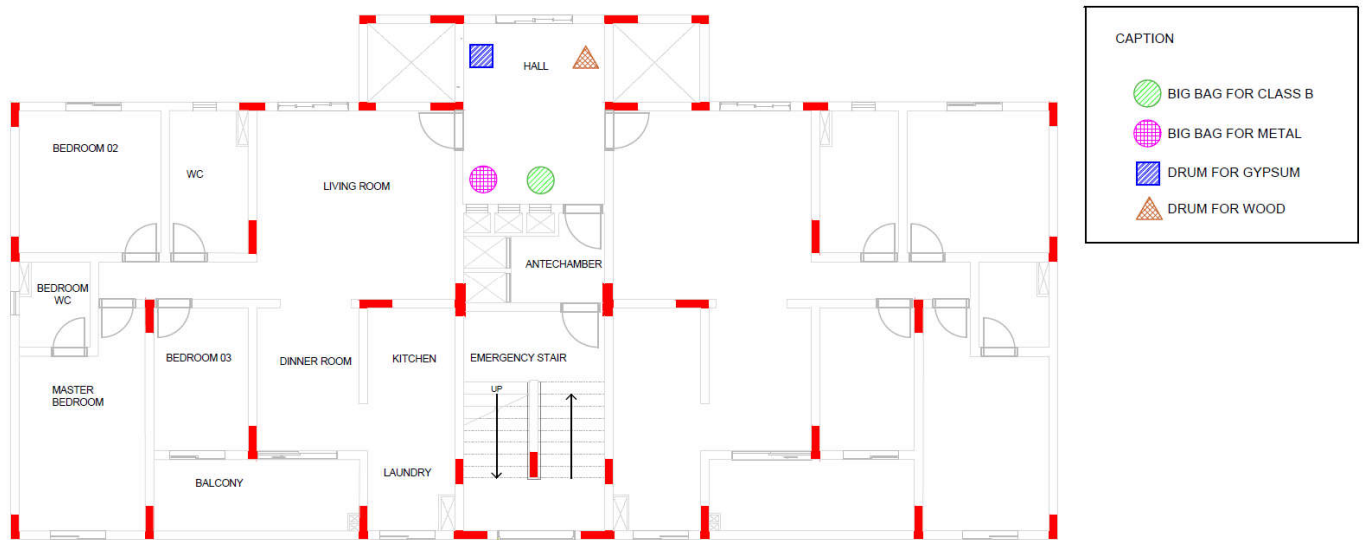 CAPTION
HALL
BIG BAG FOR CLASS B
BIG BAG FOR METAL
BEDROOM 02
WC
DRUM FOR GYPSUM
LIVING ROOM
DRUM FOR WOOD
ANTECHAMBER
BEDROOM
WC
BEDROOM 03
DINNER ROOM
KITCHEN
EMERGENCY STAIR
MASTER
BEDROOM
UP
LAUNDRY
BALCONY